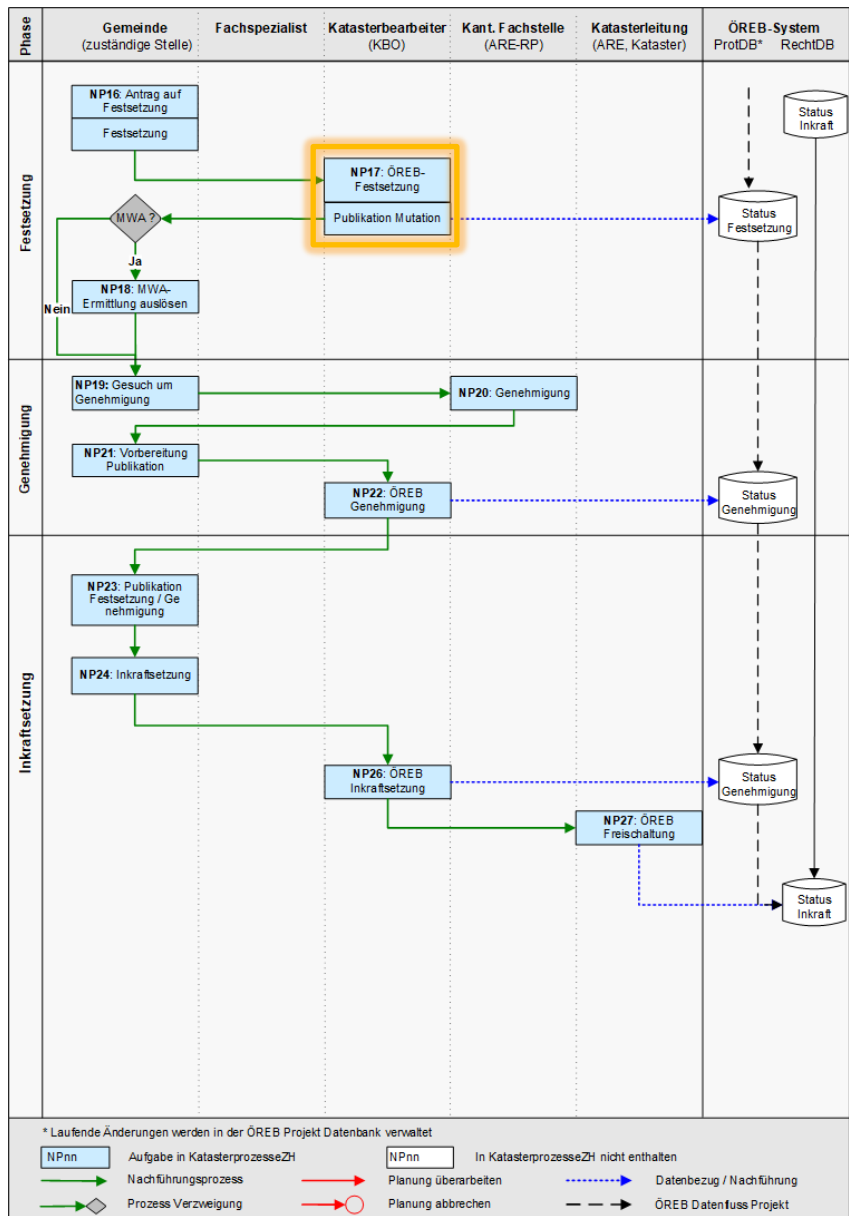 Phase
Gemeinde
(zuständige Stelle)
Fachspezialist
Katasterbearbeiter
(KBO)
Kant. Fachstelle
(ARE-RP)
Katasterleitung
(ARE, Kataster)
ÖREB-System
ProtDB* RechtDB
Festsetzung
NP16: Antrag auf
Festsetzung
Festsetzung
NP17: ÖREB-
Festsetzung
Publikation Mutation
MWA ?
Ja
Nein
NP18: MWA-
Ermittlung auslösen
Status
Inkraft
Status
Festsetzung
Genehmigung
NP19: Gesuch um
Genehmigung
NP20: Genehmigung
NP21: Vorbereitung
Publikation
NP22: ÖREB
Genehmigung
Status
Genehmigung
Inkraftsetzung
NP23: Publikation
Festsetzung / Ge
nehmigung
NP24: Inkraftsetzung
NP26: ÖREB
Inkraftsetzung
Status
Genehmigung
NP27: ÖREB
Freischaltung
Status
Inkraft
* Laufende Änderungen werden in der ÖREB Projekt Datenbank verwaltet
NPnn Aufgabe in KatasterprozesseZH
NPnn In KatasterprozesseZH nicht enthalten
Nachführungsprozess
Planung überarbeiten
Datenbezug / Nachführung
Prozess Verzweigung
Planung abbrechen
ÖREB Datenfluss Projekt